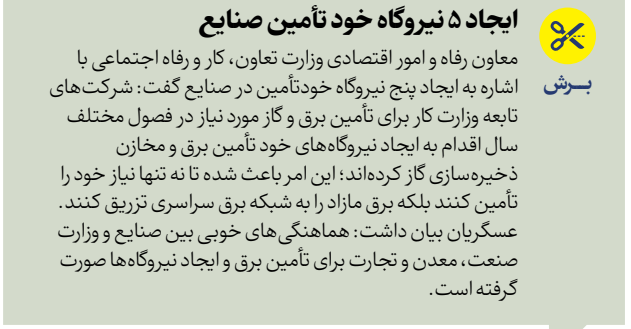 ایجاد ۵ نیروگاه خود تأمین صنایع
برش
معاون رفاه و امور اقتصادی وزارت تعاون، کار و رفاه اجتماعی با
اشاره به ایجاد پنج نیروگاه خودتأمین در صنایع گفت: شرکت‌های
تابعه وزارت کار برای تأمین برق و گاز مورد نیاز در فصول مختلف
سال اقدام به ایجاد نیروگاه‌های خود تأمین برق و مخازن
ذخیره‌سازی گاز کرده‌اند؛ این امر باعث شده تا نه تنها نیاز خود را
تأمین کنند بلکه برق مازاد را به شبکه برق سراسری تزریق کنند.
عسگریان بیان داشت: هماهنگی‌های خوبی بین صنایع و وزارت
صنعت، معدن و تجارت برای تأمین برق و ایجاد نیروگاه‌ها صورت
گرفته است.